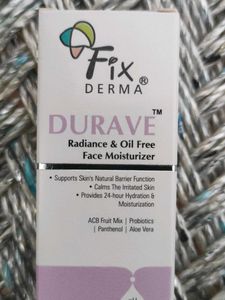 Fix
DERMA®
DURAVE™
Radiance & Oil Free
Face Moisturizer
• Supports Skin's Natural Barrier Function
• Calms The Irritated Skin
• Provides 24-hour Hydration &
Moisturization
ACB Fruit Mix | Probiotics
| Panthenol | Aloe Vera